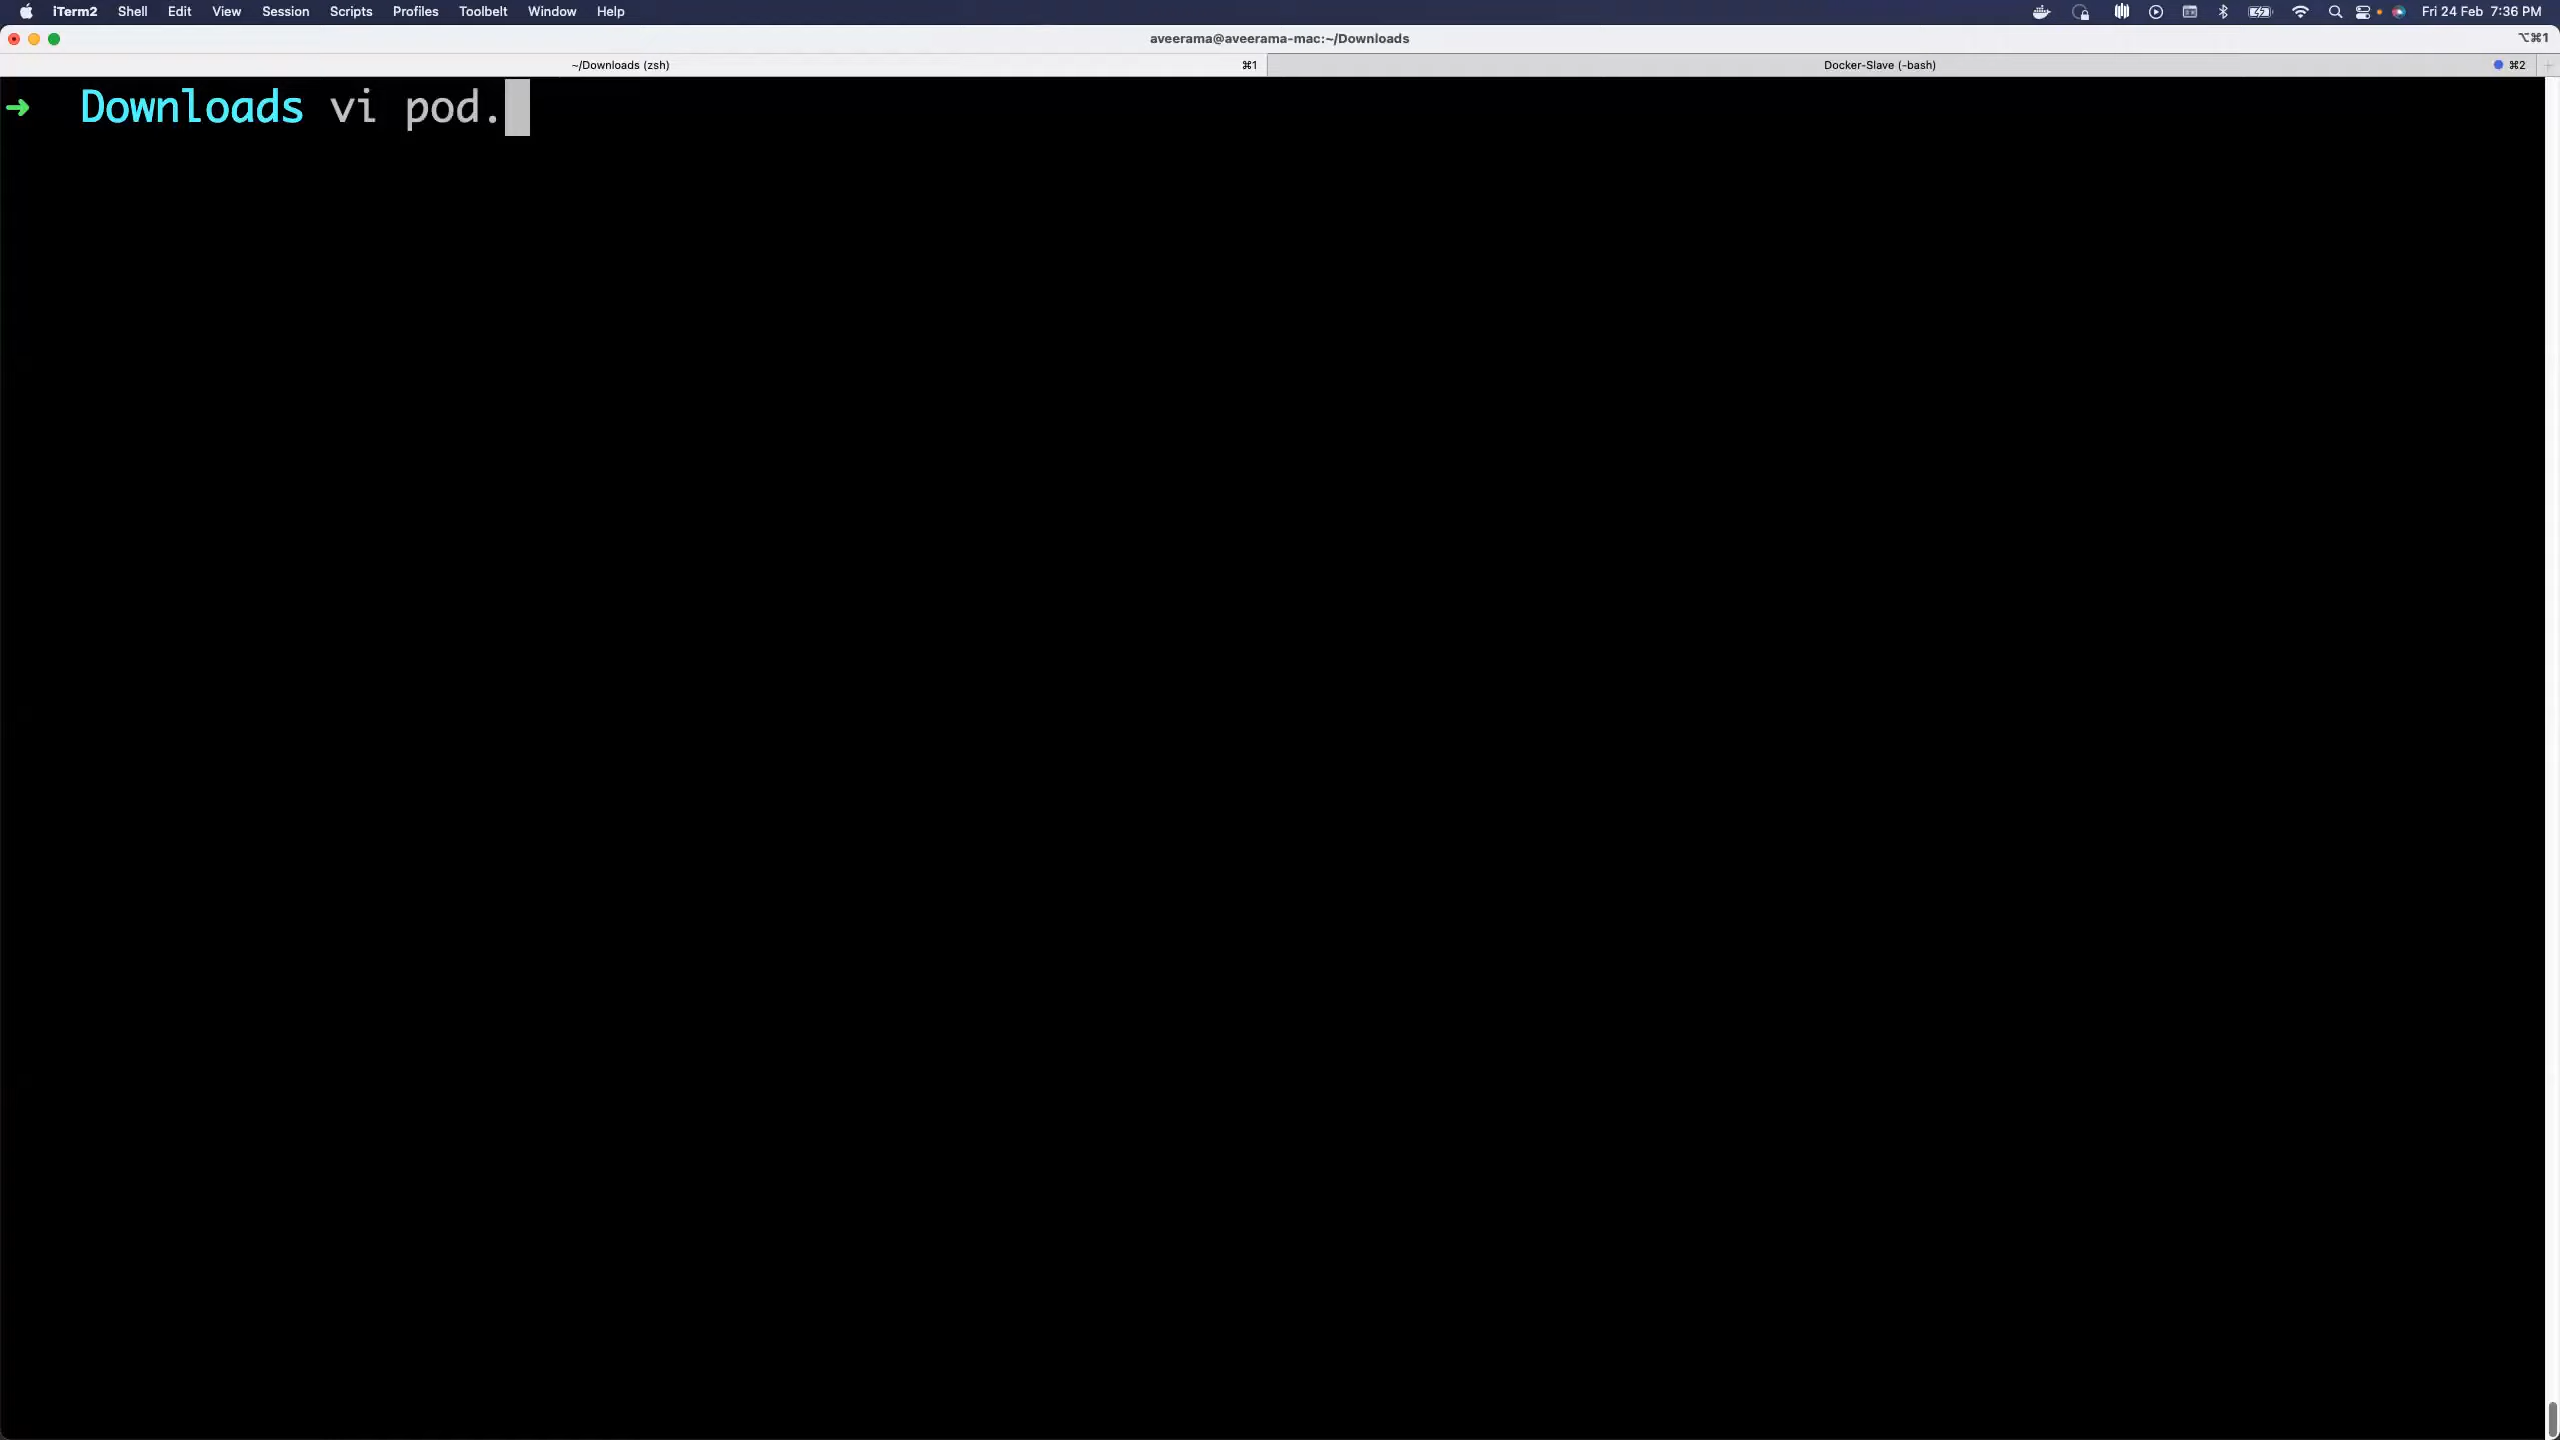 iTerm2 Shell Edit View Session Scripts Profiles Toolbelt Window Help Fri 24 Feb 7:36 PM
aveerama@aveerama-mac:~/Downloads ⌥⌘1
~/Downloads (zsh) ⌘1 Docker-Slave (-bash) ⌘2
➜ Downloads vi pod.